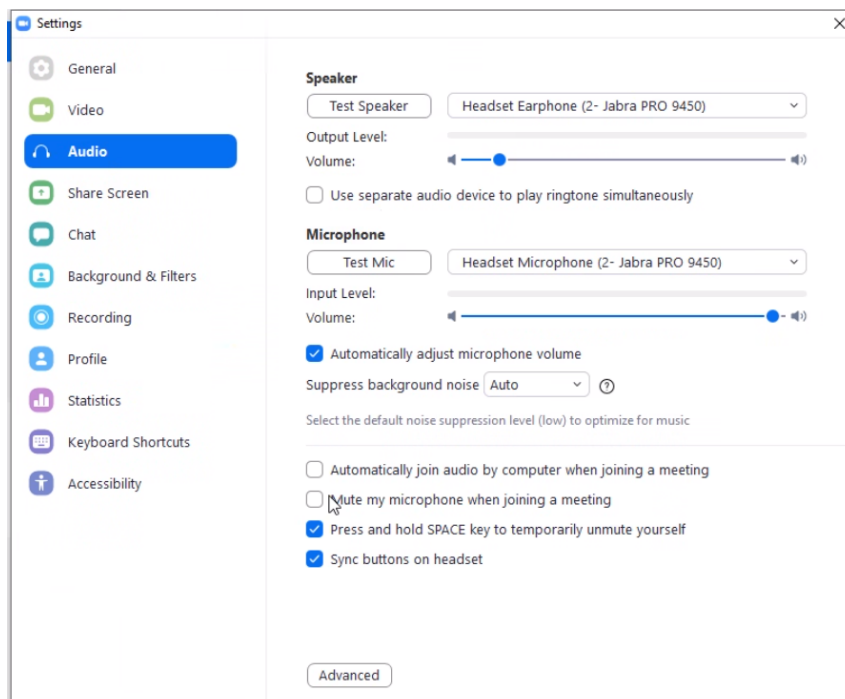 Settings
General
Video
Audio
Share Screen
Chat
Background & Filters
Recording
Profile
Statistics
Keyboard Shortcuts
Accessibility
Speaker
Test Speaker Headset Earphone (2- Jabra PRO 9450)
Output Level:
Volume:
Use separate audio device to play ringtone simultaneously
Microphone
Test Mic Headset Microphone (2- Jabra PRO 9450)
Input Level:
Volume:
Automatically adjust microphone volume
Suppress background noise Auto
Select the default noise suppression level (low) to optimize for music
Automatically join audio by computer when joining a meeting
Mute my microphone when joining a meeting
Press and hold SPACE key to temporarily unmute yourself
Sync buttons on headset
Advanced